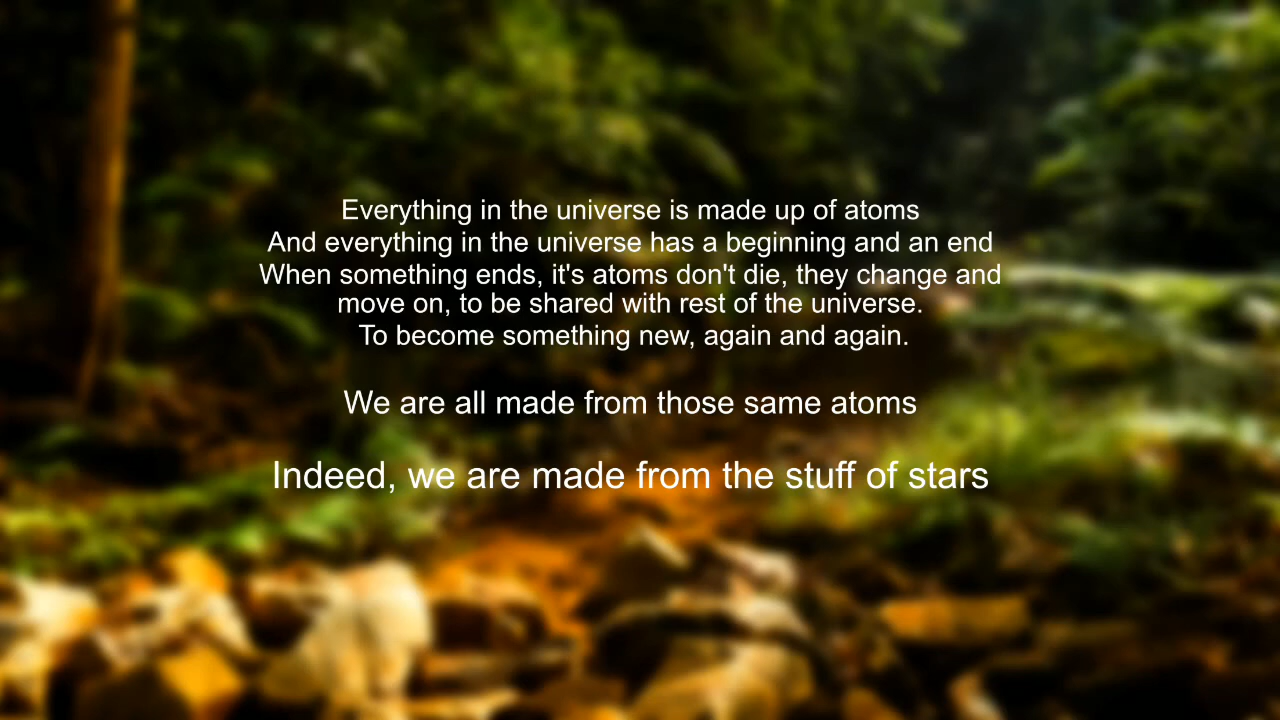 Everything in the universe is made up of atoms
And everything in the universe has a beginning and an end
When something ends, it's atoms don't die, they change and
move on, to be shared with rest of the universe.
To become something new, again and again.
We are all made from those same atoms
Indeed, we are made from the stuff of stars